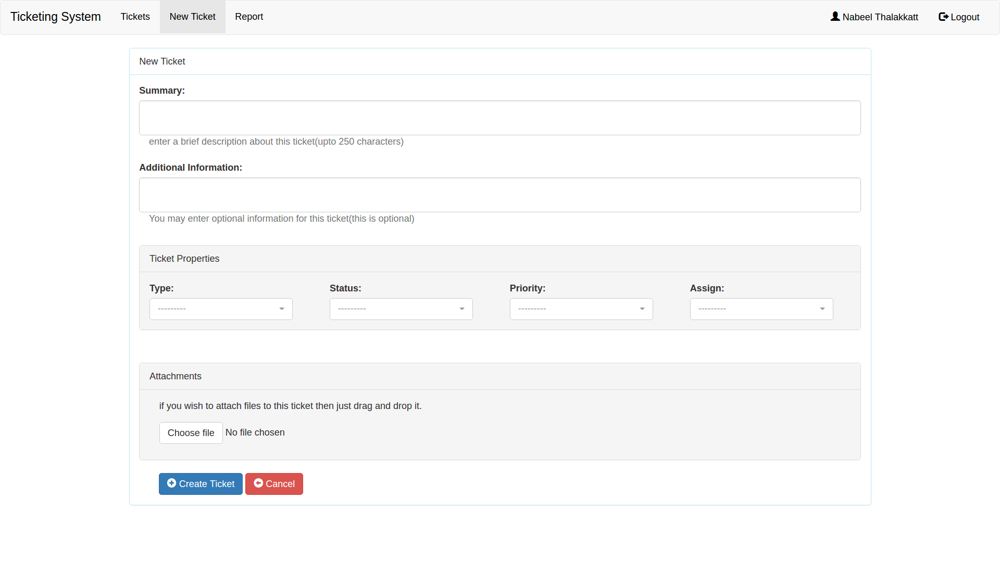 Ticketing System Tickets New Ticket Report Nabeel Thalakkatt Logout
New Ticket
Summary:
enter a brief description about this ticket(upto 250 characters)
Additional Information:
You may enter optional information for this ticket(this is optional)
Ticket Properties
Type: Status: Priority: Assign:
--------- --------- --------- ---------
Attachments
if you wish to attach files to this ticket then just drag and drop it.
Choose file No file chosen
Create Ticket Cancel